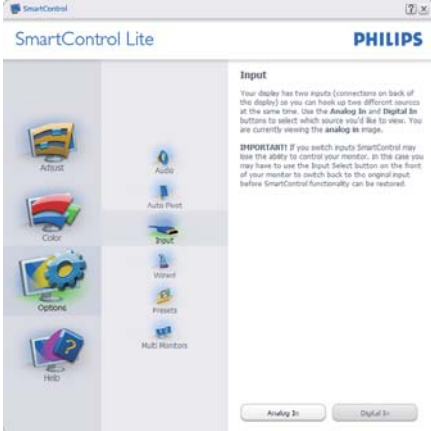 SmartControl
SmartControl Lite
PHILIPS
Adjust
Color
Options
Help
Audio
Auto Pivot
Input
Wizard
Presets
Multi Monitors
Input
Your display has two inputs (connections on back of
the display) so you can hook up two different sources
at the same time. Use the Analog In and Digital In
buttons to select which source you'd like to view. You
are currently viewing the analog in image.
IMPORTANT! If you switch inputs SmartControl may
lose the ability to control your monitor. In this case you
may have to use the Input Select button on the front
of your monitor to switch back to the original input
before SmartControl functionality can be restored.
Analog In
Digital In